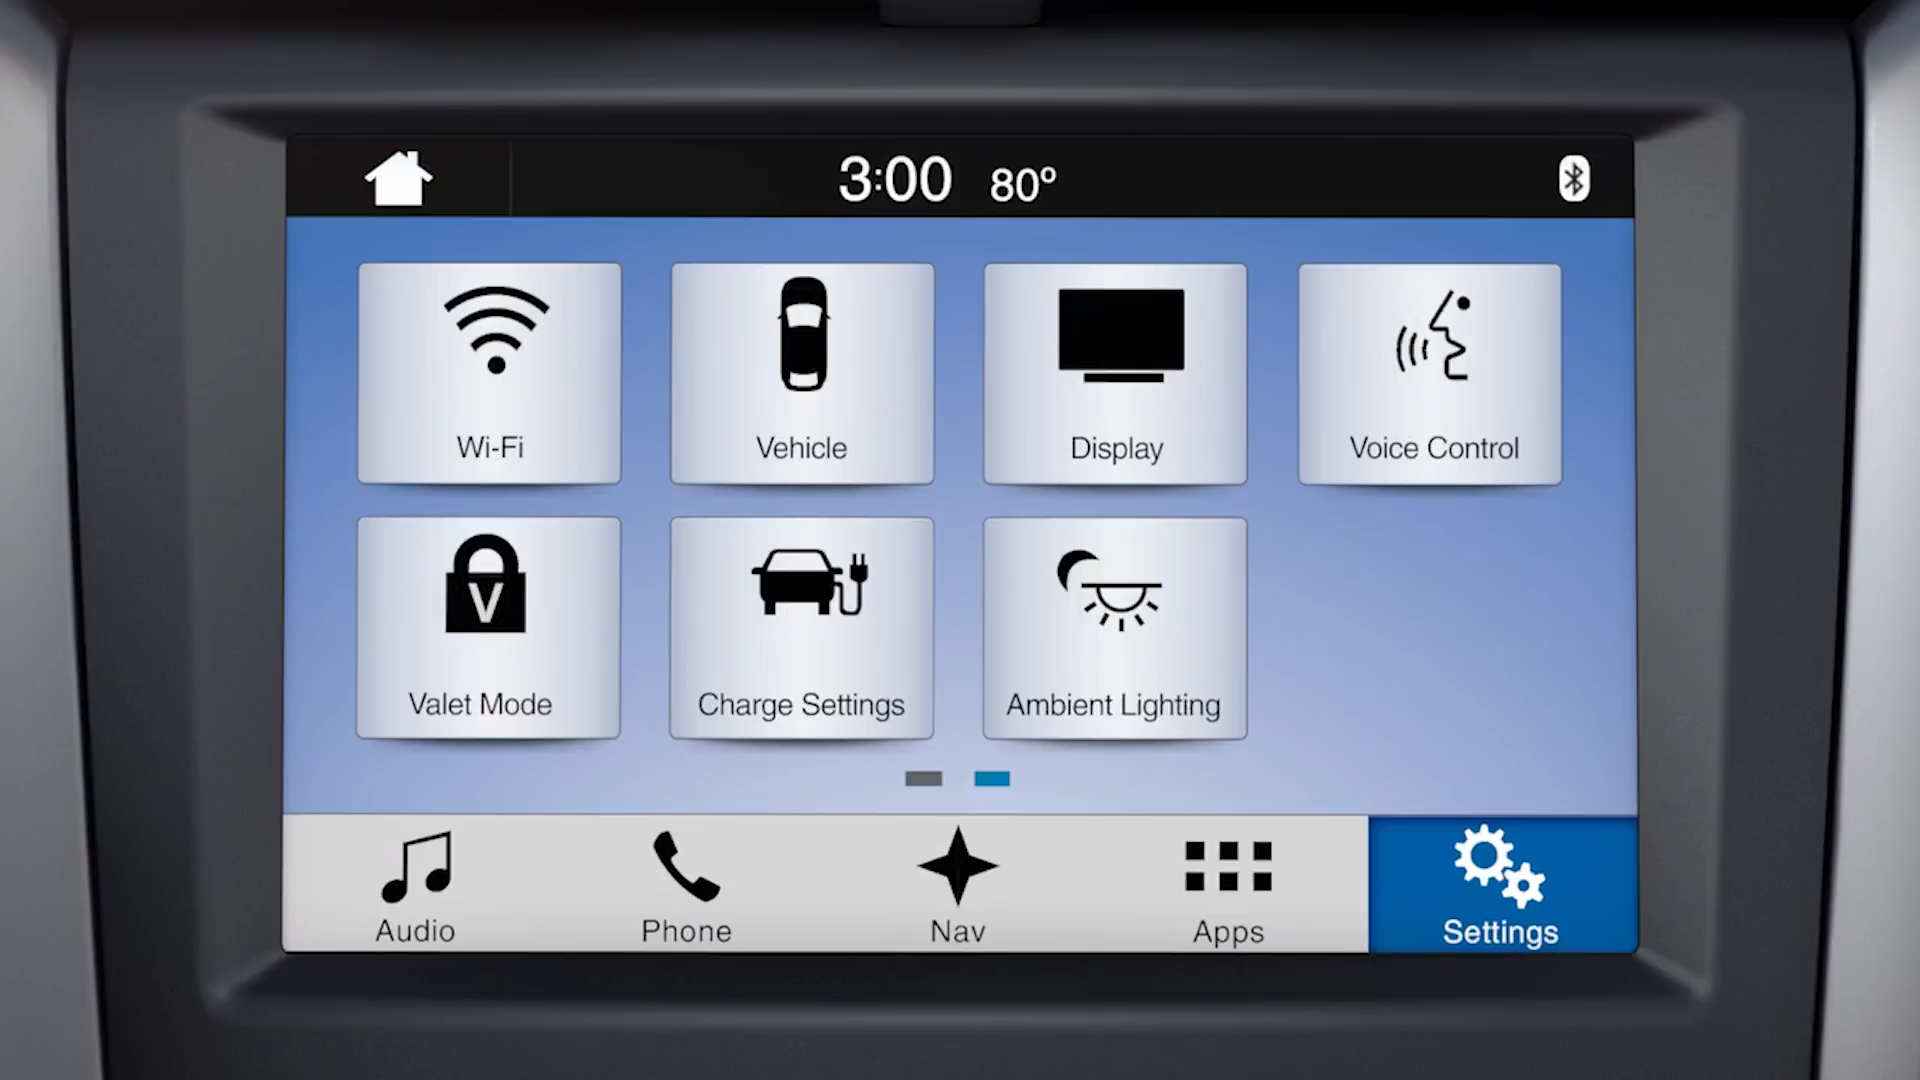 3:00 80º
Wi-Fi
Vehicle
Display
Voice Control
V
Valet Mode
Charge Settings
Ambient Lighting
Audio
Phone
Nav
Apps
Settings